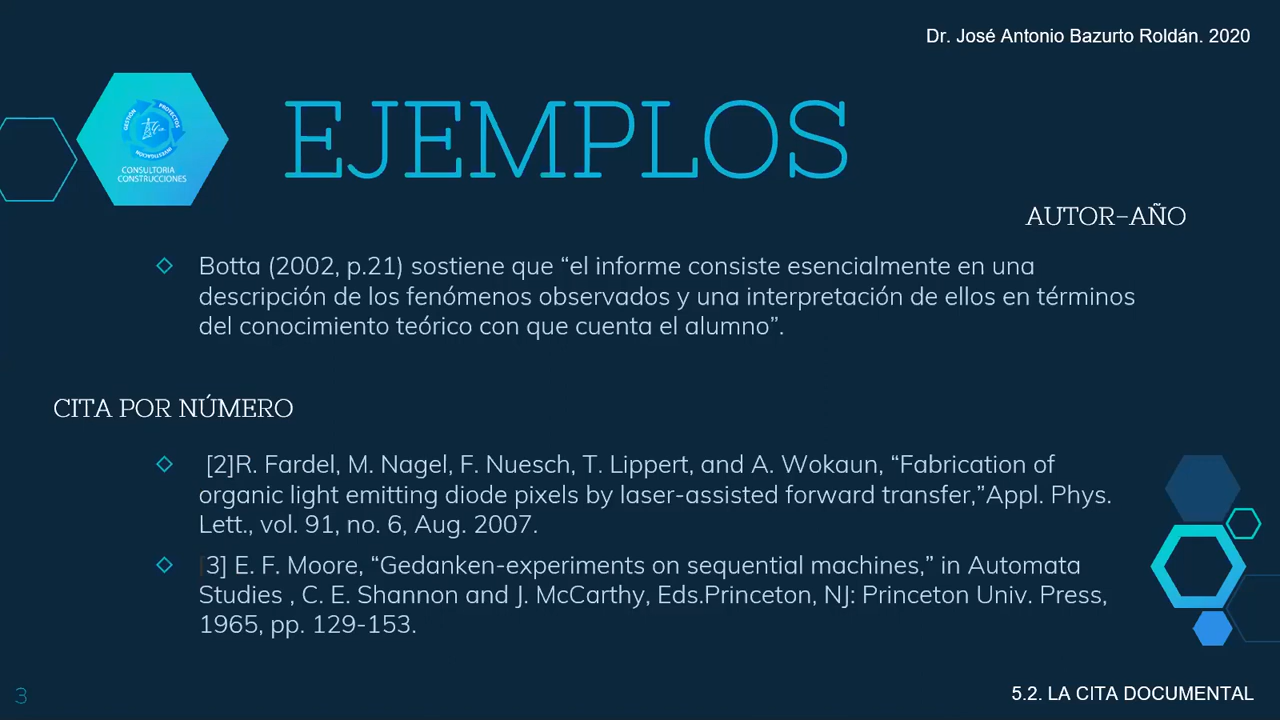 Dr. José Antonio Bazurto Roldán. 2020
GESTIÓN
PROYECTOS
INVESTIGACIÓN
CONSULTORIA
CONSTRUCCIONES
EJEMPLOS
AUTOR-AÑO
Botta (2002, p.21) sostiene que “el informe consiste esencialmente en una
descripción de los fenómenos observados y una interpretación de ellos en términos
del conocimiento teórico con que cuenta el alumno”.
CITA POR NÚMERO
[2]R. Fardel, M. Nagel, F. Nuesch, T. Lippert, and A. Wokaun, “Fabrication of
organic light emitting diode pixels by laser-assisted forward transfer,”Appl. Phys.
Lett., vol. 91, no. 6, Aug. 2007.
[3] E. F. Moore, “Gedanken-experiments on sequential machines,” in Automata
Studies , C. E. Shannon and J. McCarthy, Eds.Princeton, NJ: Princeton Univ. Press,
1965, pp. 129-153.
3
5.2. LA CITA DOCUMENTAL